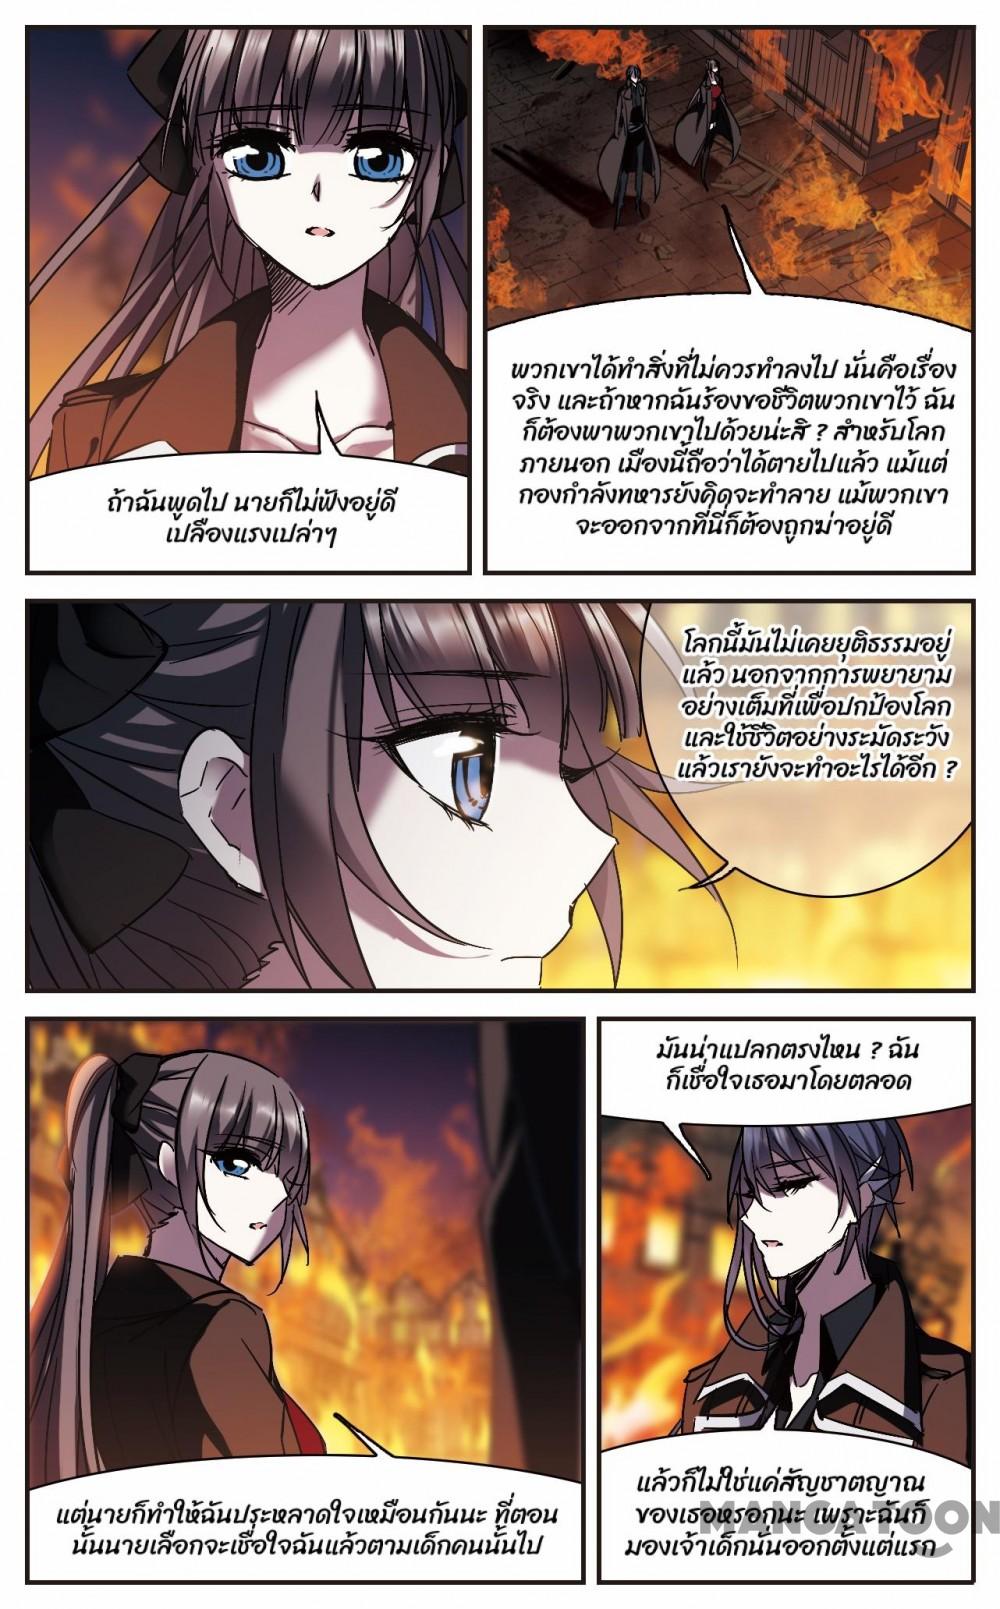 ถ้าฉันพูดไป นายก็ไม่ฟังอยู่ดี
เปลืองแรงเปล่าๆ
พวกเขาได้ทำสิ่งที่ไม่ควรทำลงไป นั่นคือเรื่อง
จริง และถ้าหากฉันร้องขอชีวิตพวกเขาไว้ ฉัน
ก็ต้องพาพวกเขาไปด้วยน่ะสิ ? สำหรับโลก
ภายนอก เมืองนี้ถือว่าได้ตายไปแล้ว แม้แต่
กองกำลังทหารยังคิดจะทำลาย แม้พวกเขา
จะออกจากที่นี่ก็ต้องถูกฆ่าอยู่ดี
โลกนี้มันไม่เคยยุติธรรมอยู่
แล้ว นอกจากการพยายาม
อย่างเต็มที่เพื่อปกป้องโลก
และใช้ชีวิตอย่างระมัดระวัง
แล้วเรายังจะทำอะไรได้อีก ?
แต่นายก็ทำให้ฉันประหลาดใจเหมือนกันนะ ที่ตอน
นั้นนายเลือกจะเชื่อใจฉันแล้วตามเด็กคนนั้นไป
มันน่าแปลกตรงไหน ? ฉัน
ก็เชื่อใจเธอมาโดยตลอด
แล้วก็ไม่ใช่แค่สัญชาตญาณ
ของเธอหรอกนะ เพราะฉันก็
มองเจ้าเด็กนั่นออกตั้งแต่แรก
MANGATOON